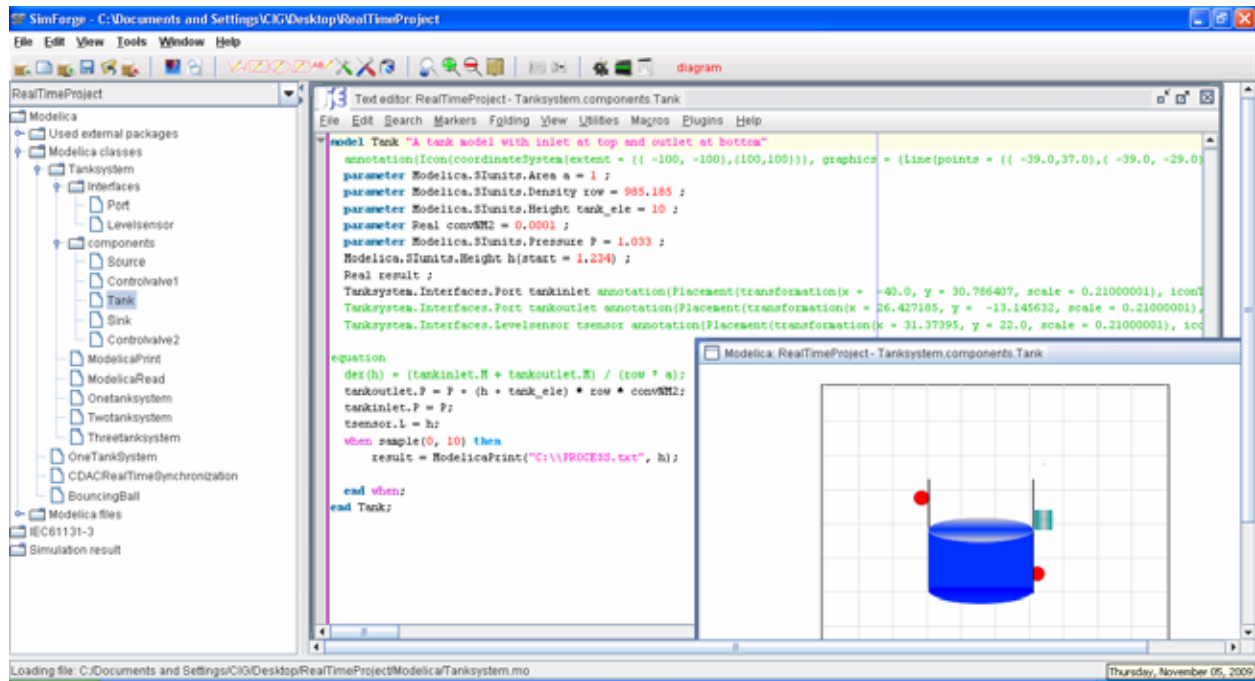 SimForge - C:\Documents and Settings\CIG\Desktop\RealTimeProject
File Edit View Tools Window Help
diagram
RealTimeProject
Modelica
Used external packages
Modelica classes
Tanksystem
Interfaces
Port
Levelsensor
components
Source
Controlvalve1
Tank
Sink
Controlvalve2
ModelicaPrint
ModelicaRead
Onetanksystem
Twotanksystem
Threetanksystem
OneTankSystem
CDACRealTimeSynchronization
BouncingBall
Modelica files
IEC61131-3
Simulation result
Text editor: RealTimeProject - Tanksystem.components.Tank
File Edit Search Markers Folding View Utilities Macros Plugins Help
model Tank "A tank model with inlet at top and outlet at bottom"
annotation(Icon(coordinateSystem(extent = {{ -100, -100},{100,100}}), graphics = {Line(points = {{ -39.0,37.0},{ -39.0, -29.0}
parameter Modelica.SIunits.Area a = 1 ;
parameter Modelica.SIunits.Density row = 985.185 ;
parameter Modelica.SIunits.Height tank_ele = 10 ;
parameter Real convNM2 = 0.0001 ;
parameter Modelica.SIunits.Pressure P = 1.033 ;
Modelica.SIunits.Height h(start = 1.234) ;
Real result ;
Tanksystem.Interfaces.Port tankinlet annotation(Placement(transformation(x = -40.0, y = 30.786407, scale = 0.21000001), iconT
Tanksystem.Interfaces.Port tankoutlet annotation(Placement(transformation(x = 26.427185, y = -13.145632, scale = 0.21000001),
Tanksystem.Interfaces.Levelsensor tsensor annotation(Placement(transformation(x = 31.37395, y = 22.0, scale = 0.21000001), ico
equation
der(h) = (tankinlet.M + tankoutlet.M) / (row * a);
tankoutlet.P = P + (h + tank_ele) * row * convNM2;
tankinlet.P = P;
tsensor.L = h;
when sample(0, 10) then
result = ModelicaPrint("C:\\PROCESS.txt", h);
end when;
end Tank;
Modelica: RealTimeProject - Tanksystem.components.Tank
Loading file: C:/Documents and Settings/CIG/Desktop/RealTimeProject/Modelica/Tanksystem.mo
Thursday, November 05, 2009